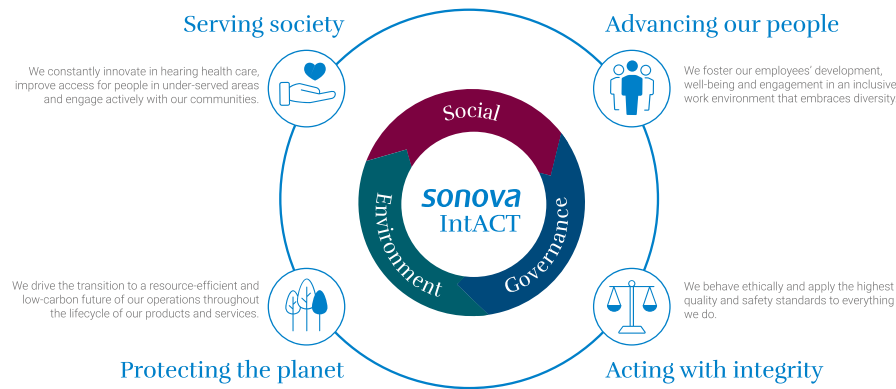 Serving society
We constantly innovate in hearing health care,
improve access for people in under-served areas
and engage actively with our communities.
Advancing our people
We foster our employees’ development,
well-being and engagement in an inclusive
work environment that embraces diversity
Social
Environment
Governance
sonova
IntACT
We drive the transition to a resource-efficient and
low-carbon future of our operations throughout
the lifecycle of our products and services.
Protecting the planet
We behave ethically and apply the highest
quality and safety standards to everything
we do.
Acting with integrity